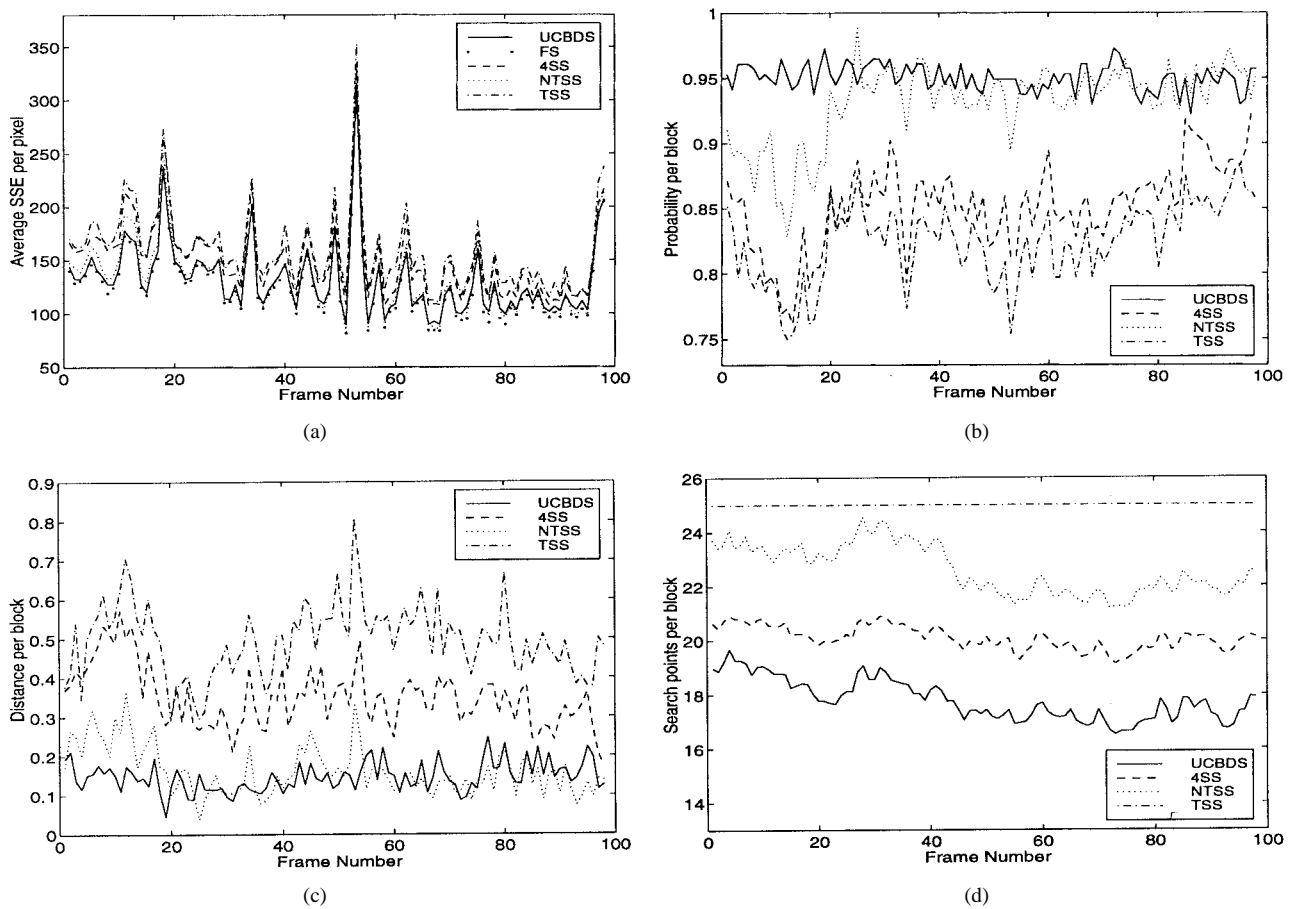 350
300
250
200
150
100
50
0
20
40
60
80
100
Average SSE per pixel
Frame Number
UCBDS
FS
4SS
NTSS
TSS
(a)
1
0.95
0.9
0.85
0.8
0.75
0
20
40
60
80
100
Probability per block
Frame Number
UCBDS
4SS
NTSS
TSS
(b)
0.9
0.8
0.7
0.6
0.5
0.4
0.3
0.2
0.1
0
0
20
40
60
80
100
Distance per block
Frame Number
UCBDS
4SS
NTSS
TSS
(c)
26
24
22
20
18
16
14
0
20
40
60
80
100
Search points per block
Frame Number
UCBDS
4SS
NTSS
TSS
(d)